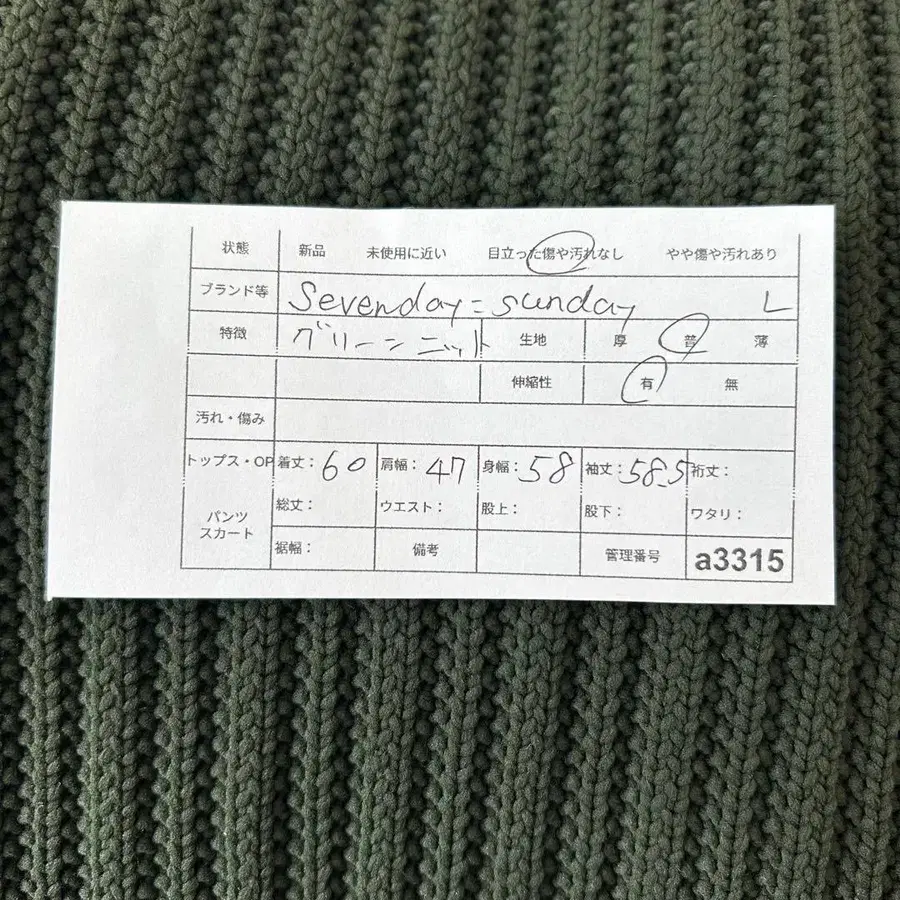 状態 新品 未使用に近い 目立った傷や汚れなし やや傷や汚れあり
ブランド等 Sevenday=sunday L
特徴 グリーンニット 生地 厚 普 薄
伸縮性 有 無
汚れ・傷み
トップス・OP 着丈：60 肩幅：47 身幅：58 袖丈：58.5 裄丈：
パンツ 総丈： ウエスト： 股上： 股下： ワタリ：
スカート
裾幅： 備考 管理番号 a3315